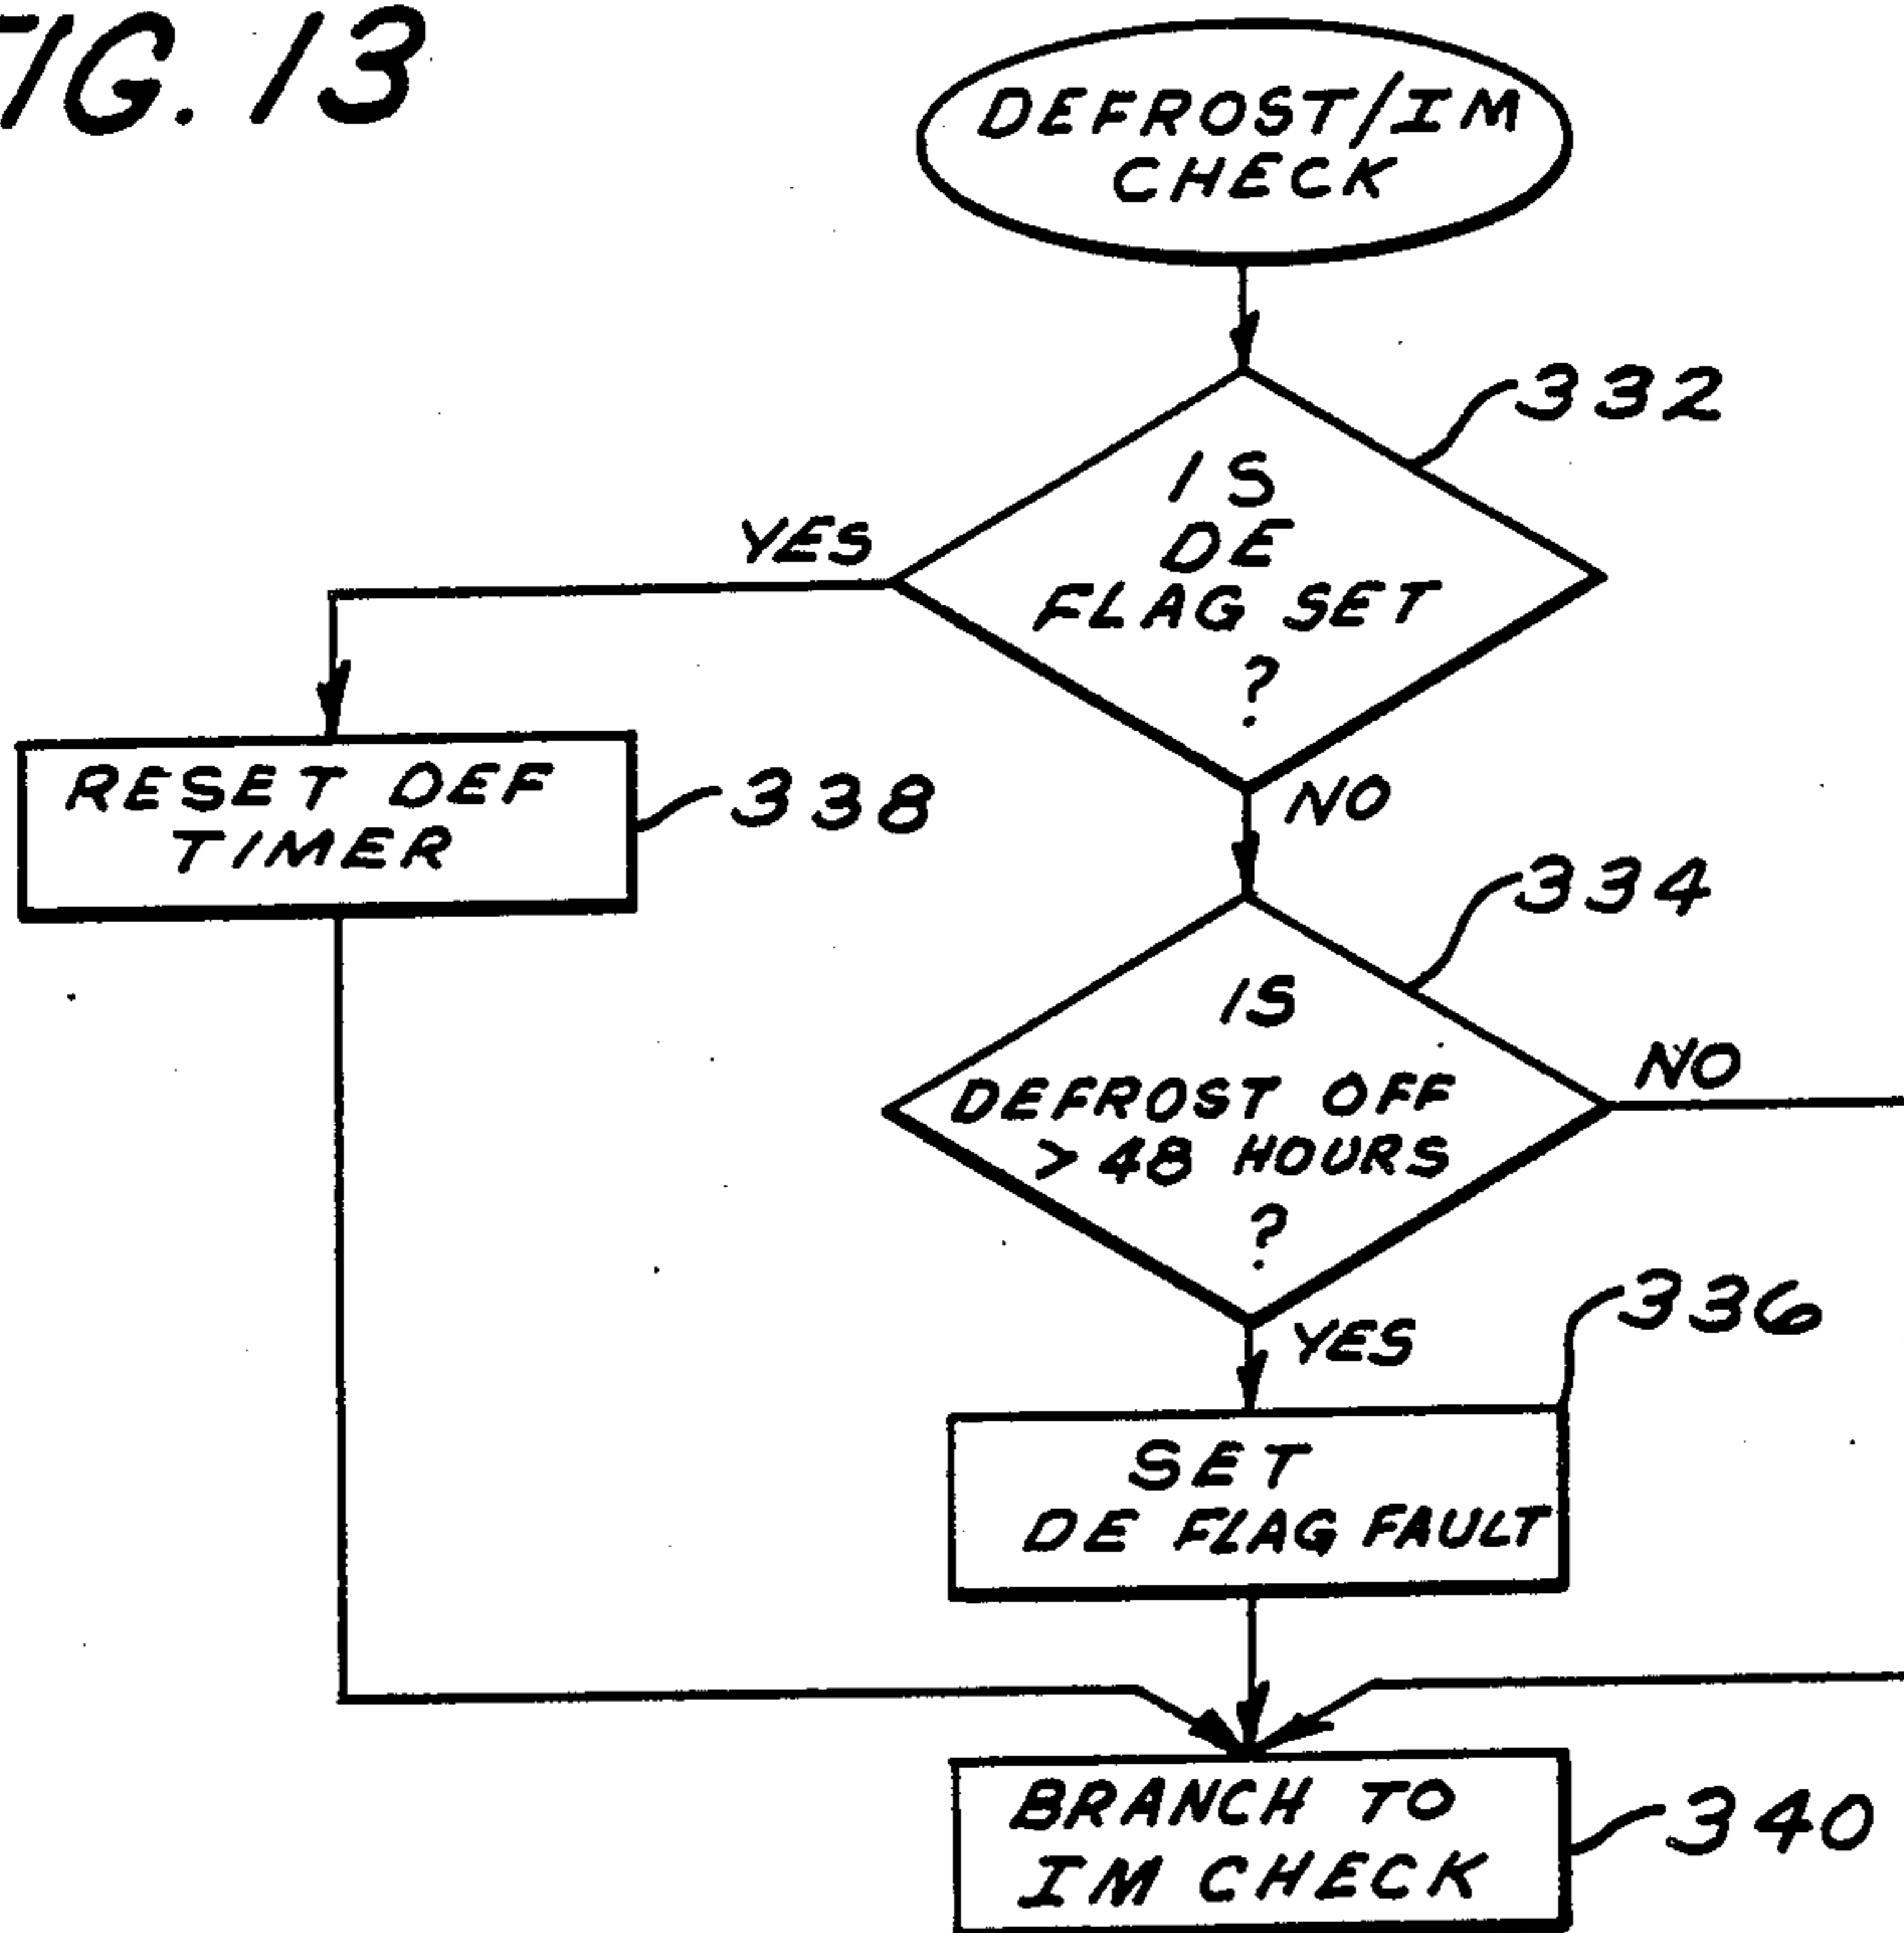 FIG. 13
DEFROST/IM
CHECK
332
IS
DE
FLAG SET
?
YES
NO
RESET DEF
TIMER
338
334
IS
DEFROST OFF
> 48 HOURS
?
NO
YES
336
SET
DE FLAG FAULT
BRANCH TO
IM CHECK
340